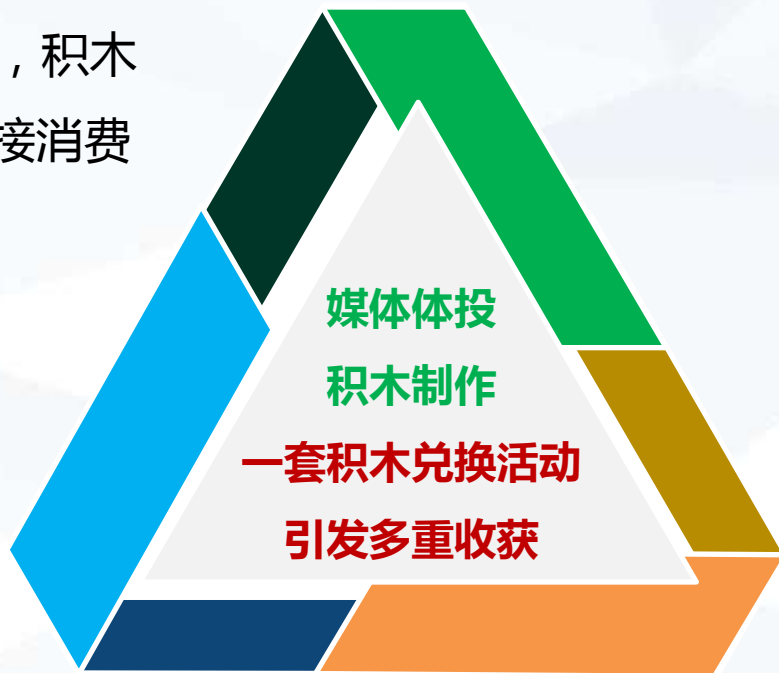 ，积木
接消费
媒体体投
积木制作
一套积木兑换活动
引发多重收获